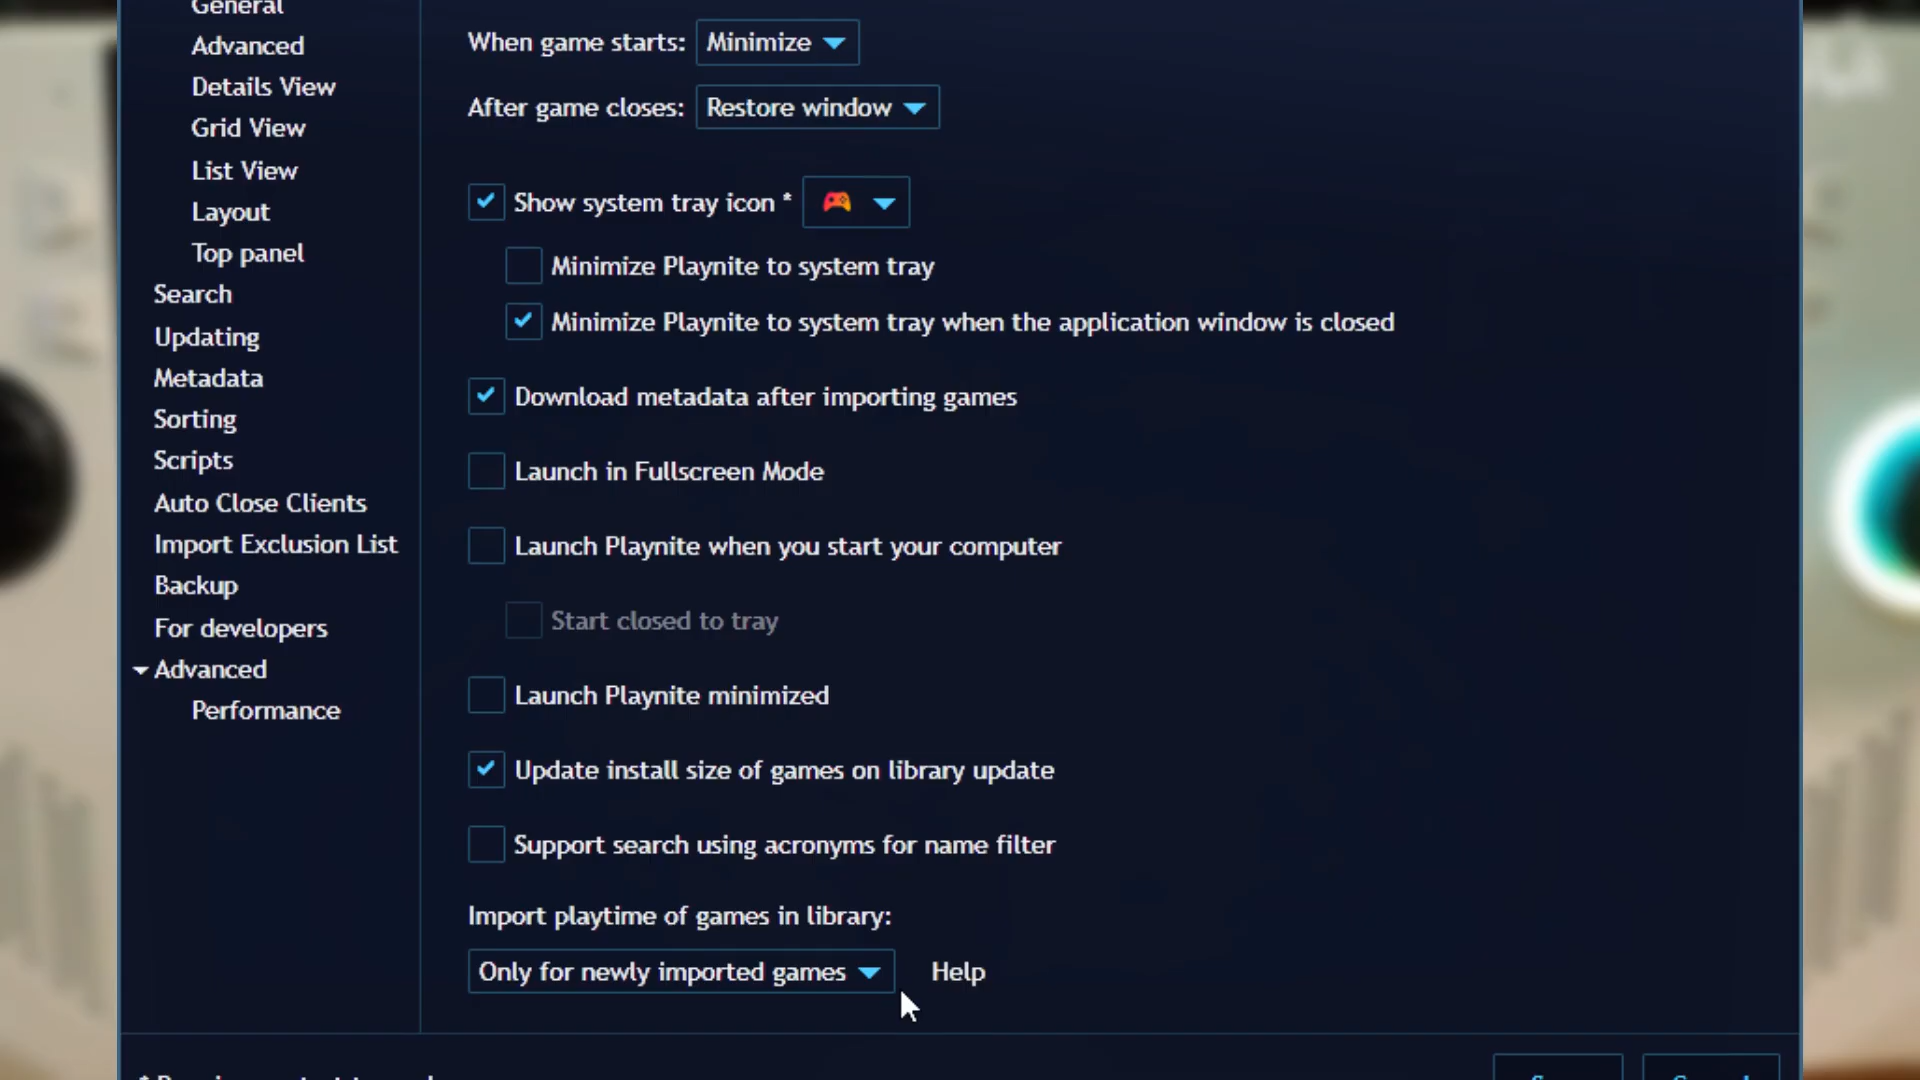 General
Advanced
Details View
Grid View
List View
Layout
Top panel
Search
Updating
Metadata
Sorting
Scripts
Auto Close Clients
Import Exclusion List
Backup
For developers
Advanced
Performance
When game starts: Minimize
After game closes: Restore window
Show system tray icon *
Minimize Playnite to system tray
Minimize Playnite to system tray when the application window is closed
Download metadata after importing games
Launch in Fullscreen Mode
Launch Playnite when you start your computer
Start closed to tray
Launch Playnite minimized
Update install size of games on library update
Support search using acronyms for name filter
Import playtime of games in library:
Only for newly imported games Help